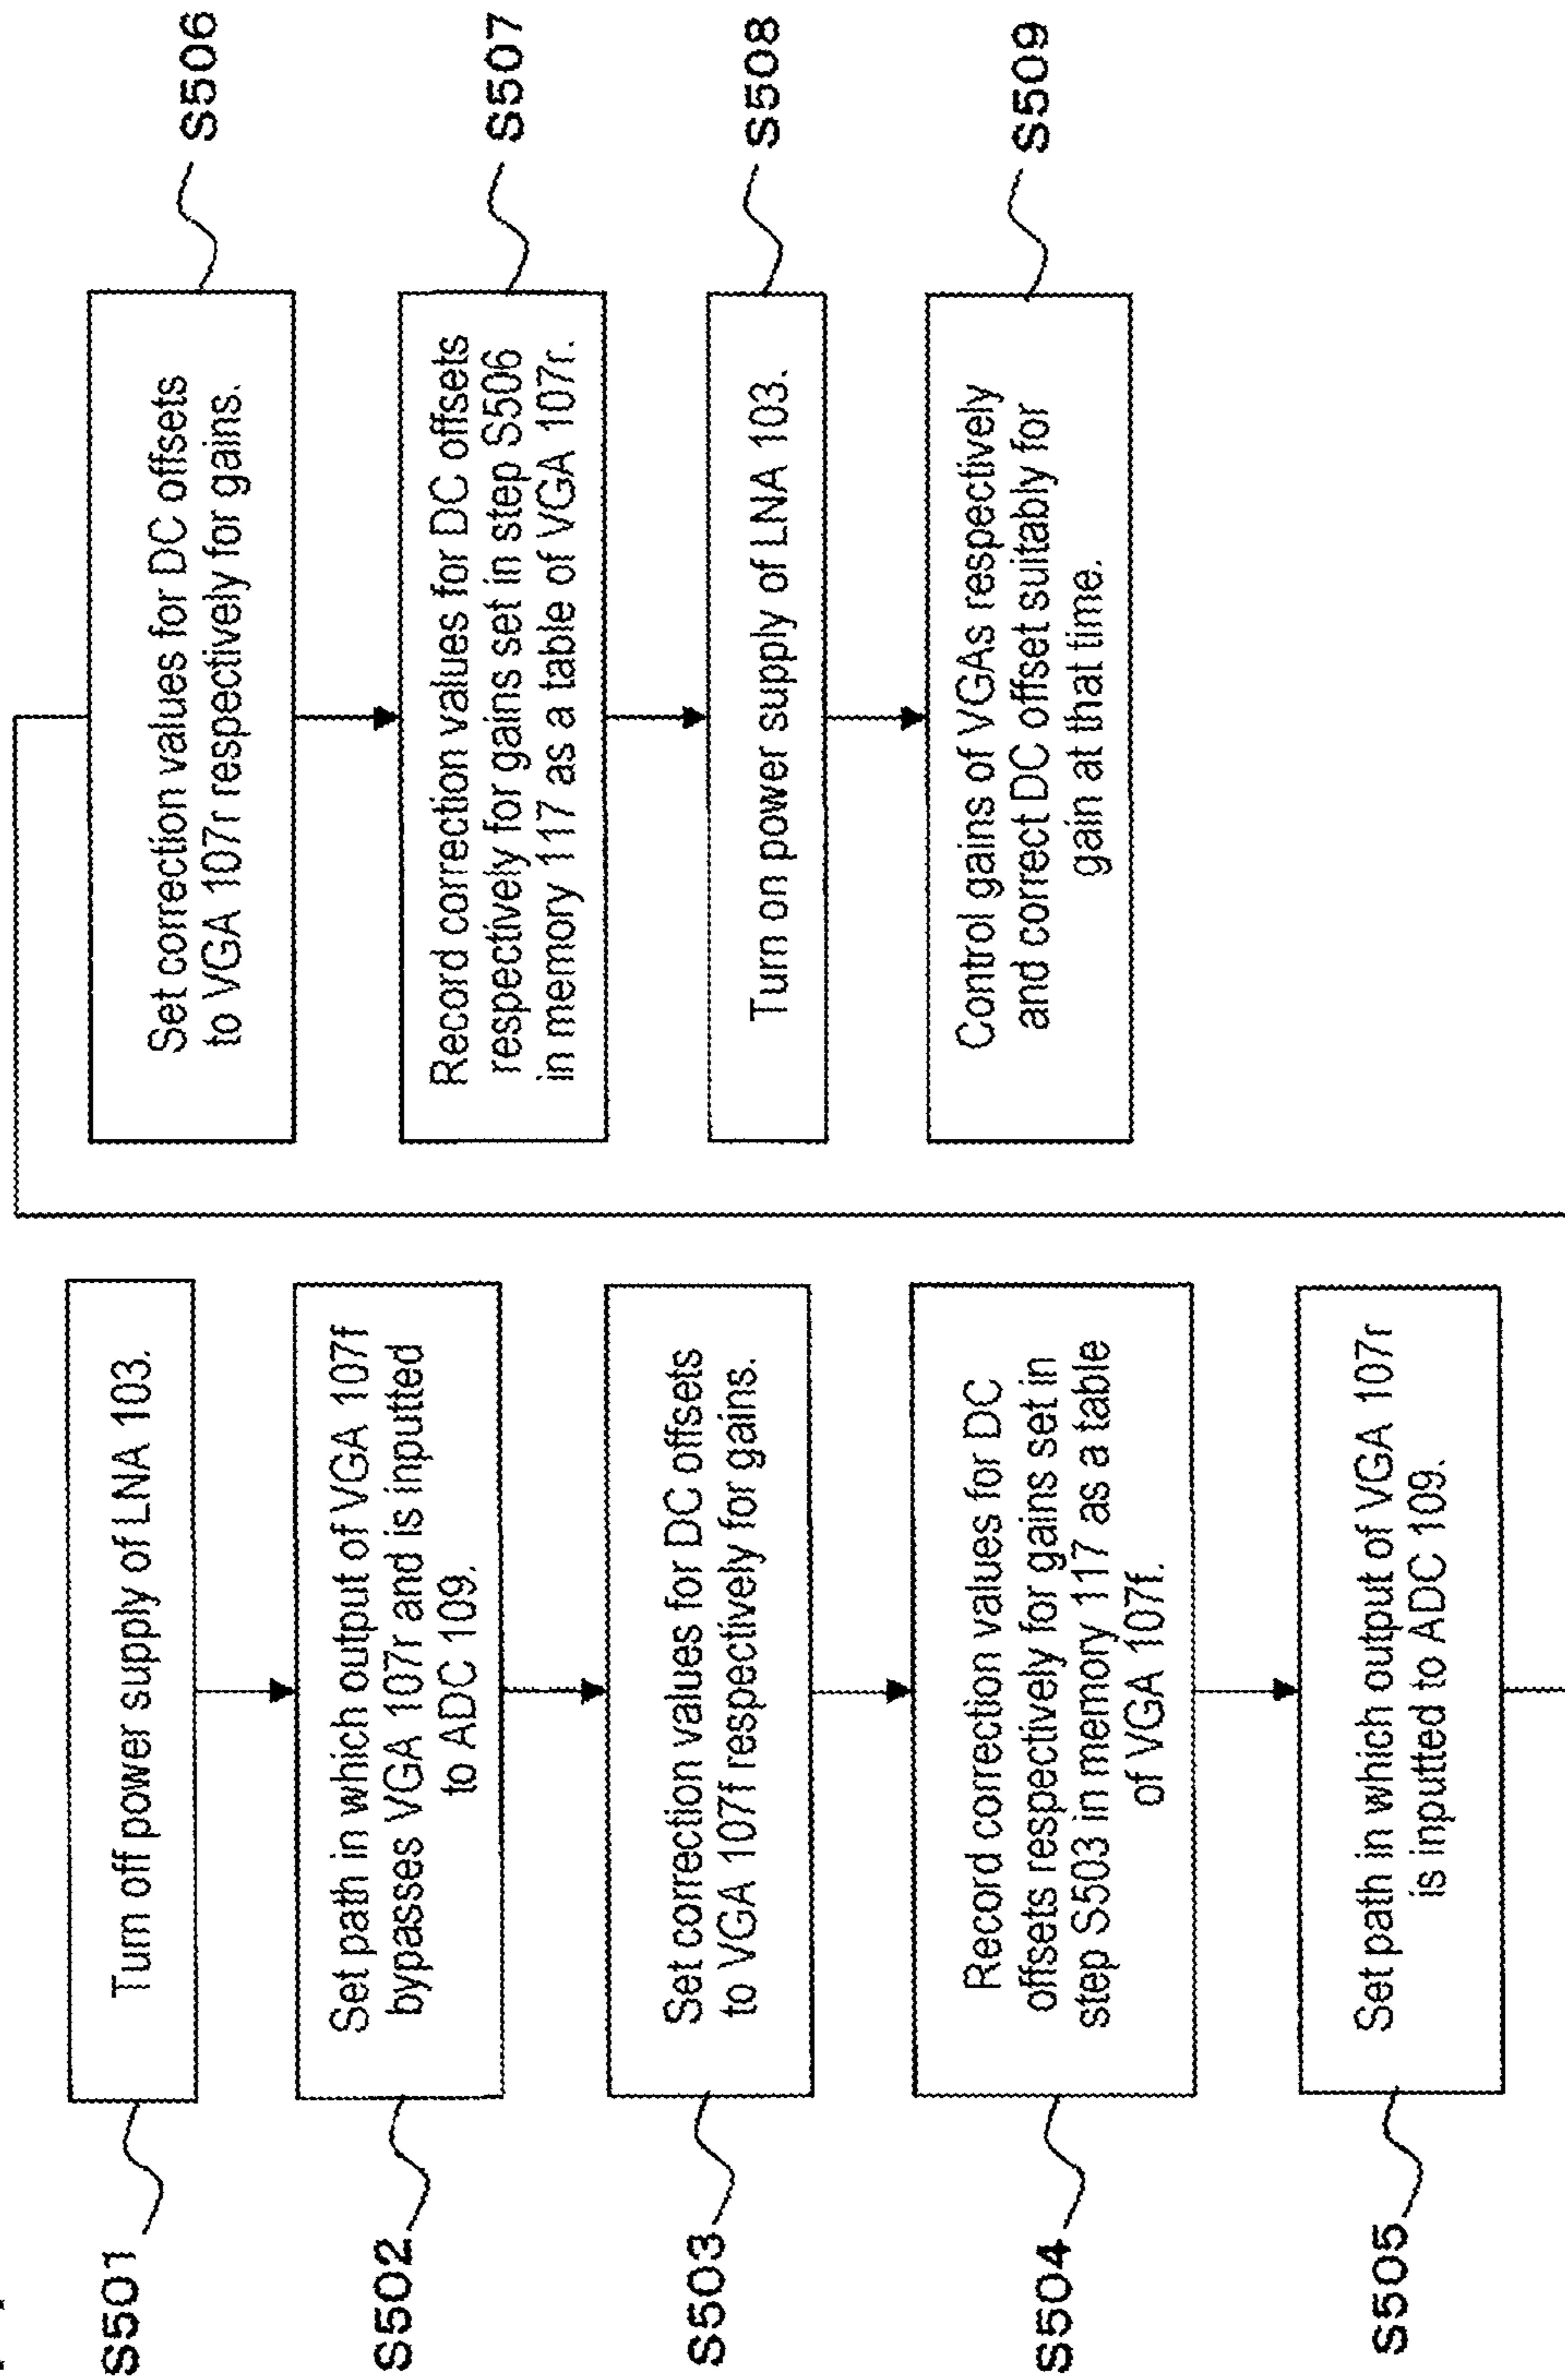 S501
Turn off power supply of LNA 103.
S502
Set path in which output of VGA 107f
bypasses VGA 107r and is inputted
to ADC 109.
S503
Set correction values for DC offsets
to VGA 107f respectively for gains.
S504
Record correction values for DC
offsets respectively for gains set in
step S503 in memory 117 as a table
of VGA 107f.
S505
Set path in which output of VGA 107r
is inputted to ADC 109.
Set correction values for DC offsets
to VGA 107r respectively for gains.
S506
Record correction values for DC offsets
respectively for gains set in step S506
in memory 117 as a table of VGA 107r.
S507
Turn on power supply of LNA 103.
S508
Control gains of VGAs respectively
and correct DC offset suitably for
gain at that time.
S509